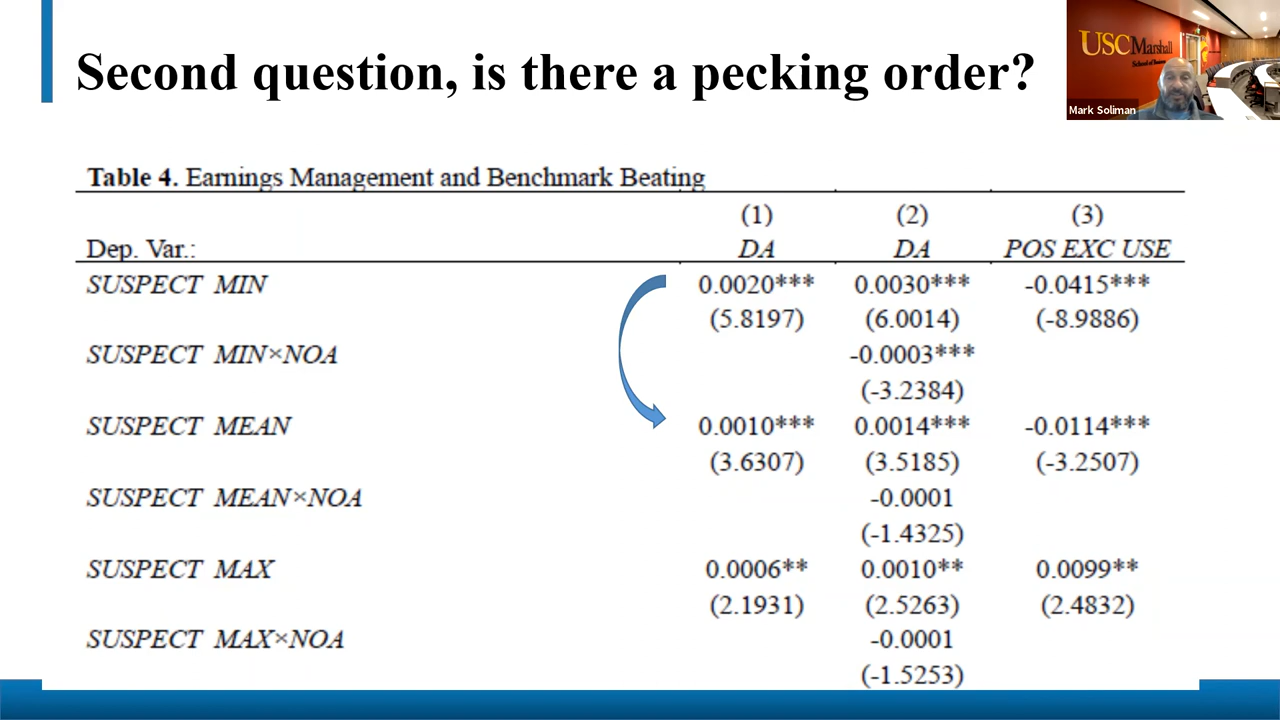 Second question, is there a pecking order?
USC Marshall
School of Business
Mark Soliman
Table 4. Earnings Management and Benchmark Beating
(1) (2) (3)
Dep. Var.: DA DA POS EXC USE
SUSPECT MIN 0.0020*** 0.0030*** -0.0415***
(5.8197) (6.0014) (-8.9886)
SUSPECT MIN×NOA -0.0003***
(-3.2384)
SUSPECT MEAN 0.0010*** 0.0014*** -0.0114***
(3.6307) (3.5185) (-3.2507)
SUSPECT MEAN×NOA -0.0001
(-1.4325)
SUSPECT MAX 0.0006** 0.0010** 0.0099**
(2.1931) (2.5263) (2.4832)
SUSPECT MAX×NOA -0.0001
(-1.5253)